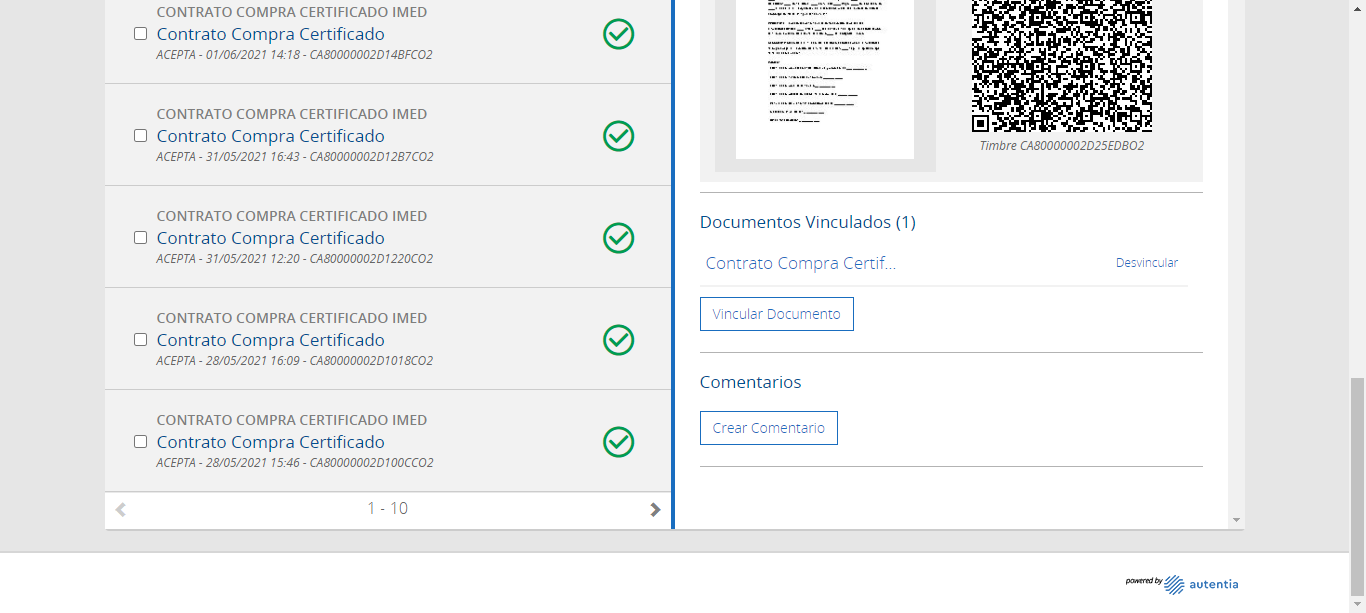 CONTRATO COMPRA CERTIFICADO IMED
Contrato Compra Certificado
ACEPTA - 01/06/2021 14:18 - CA80000002D14BFCO2
CONTRATO COMPRA CERTIFICADO IMED
Contrato Compra Certificado
ACEPTA - 31/05/2021 16:43 - CA80000002D12B7CO2
CONTRATO COMPRA CERTIFICADO IMED
Contrato Compra Certificado
ACEPTA - 31/05/2021 12:20 - CA80000002D1220CO2
CONTRATO COMPRA CERTIFICADO IMED
Contrato Compra Certificado
ACEPTA - 28/05/2021 16:09 - CA80000002D1018CO2
CONTRATO COMPRA CERTIFICADO IMED
Contrato Compra Certificado
ACEPTA - 28/05/2021 15:46 - CA80000002D100CCO2
1 - 10
Timbre CA80000002D25EDBO2
Documentos Vinculados (1)
Contrato Compra Certif...
Desvincular
Vincular Documento
Comentarios
Crear Comentario
powered by autentia